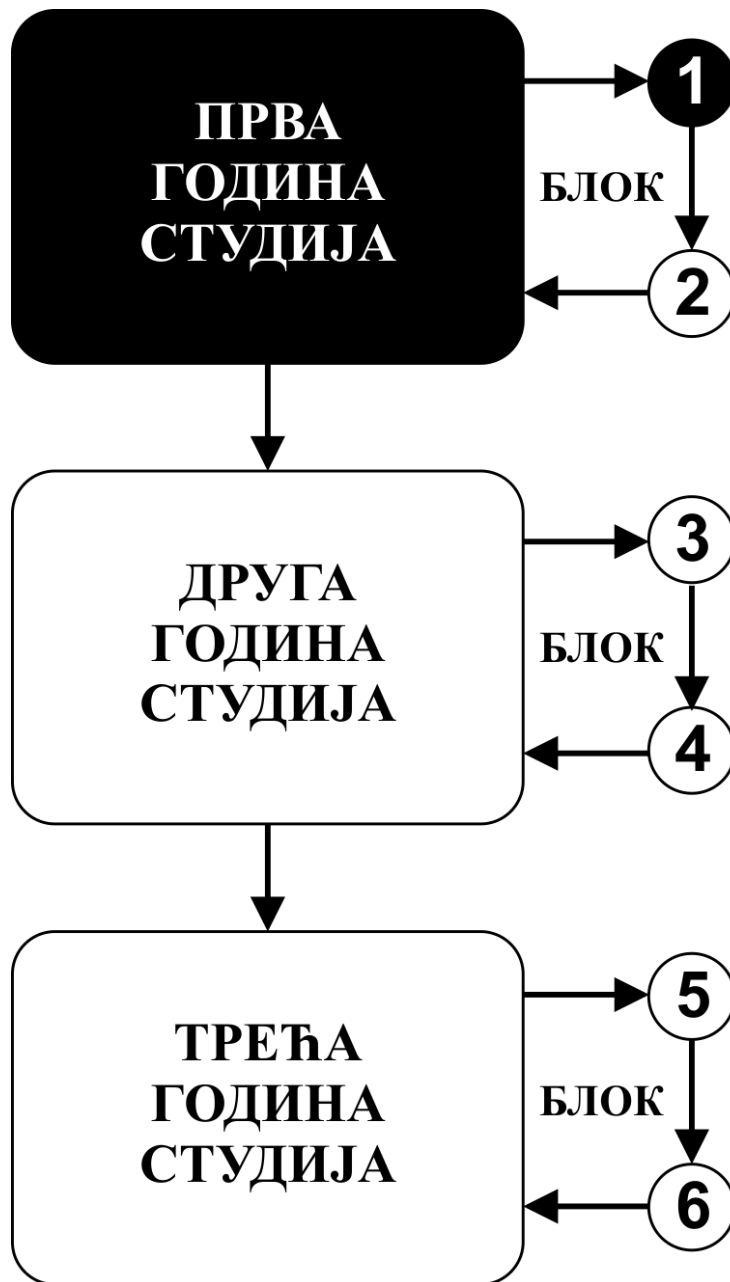 ПРВА
ГОДИНА
СТУДИЈА
1
БЛОК
2
ДРУГА
ГОДИНА
СТУДИЈА
3
БЛОК
4
ТРЕЋА
ГОДИНА
СТУДИЈА
5
БЛОК
6